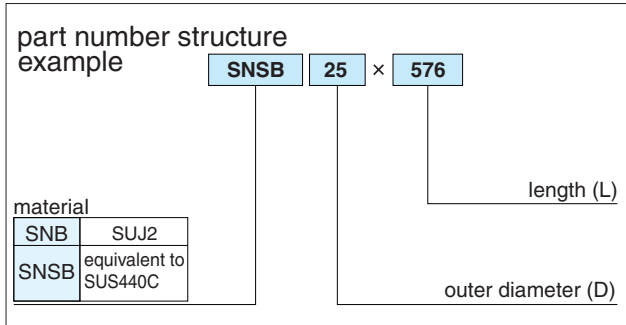 part number structure
example
SNSB 25 × 576
length (L)
material
SNB SUJ2
SNSB equivalent to
SUS440C
outer diameter (D)